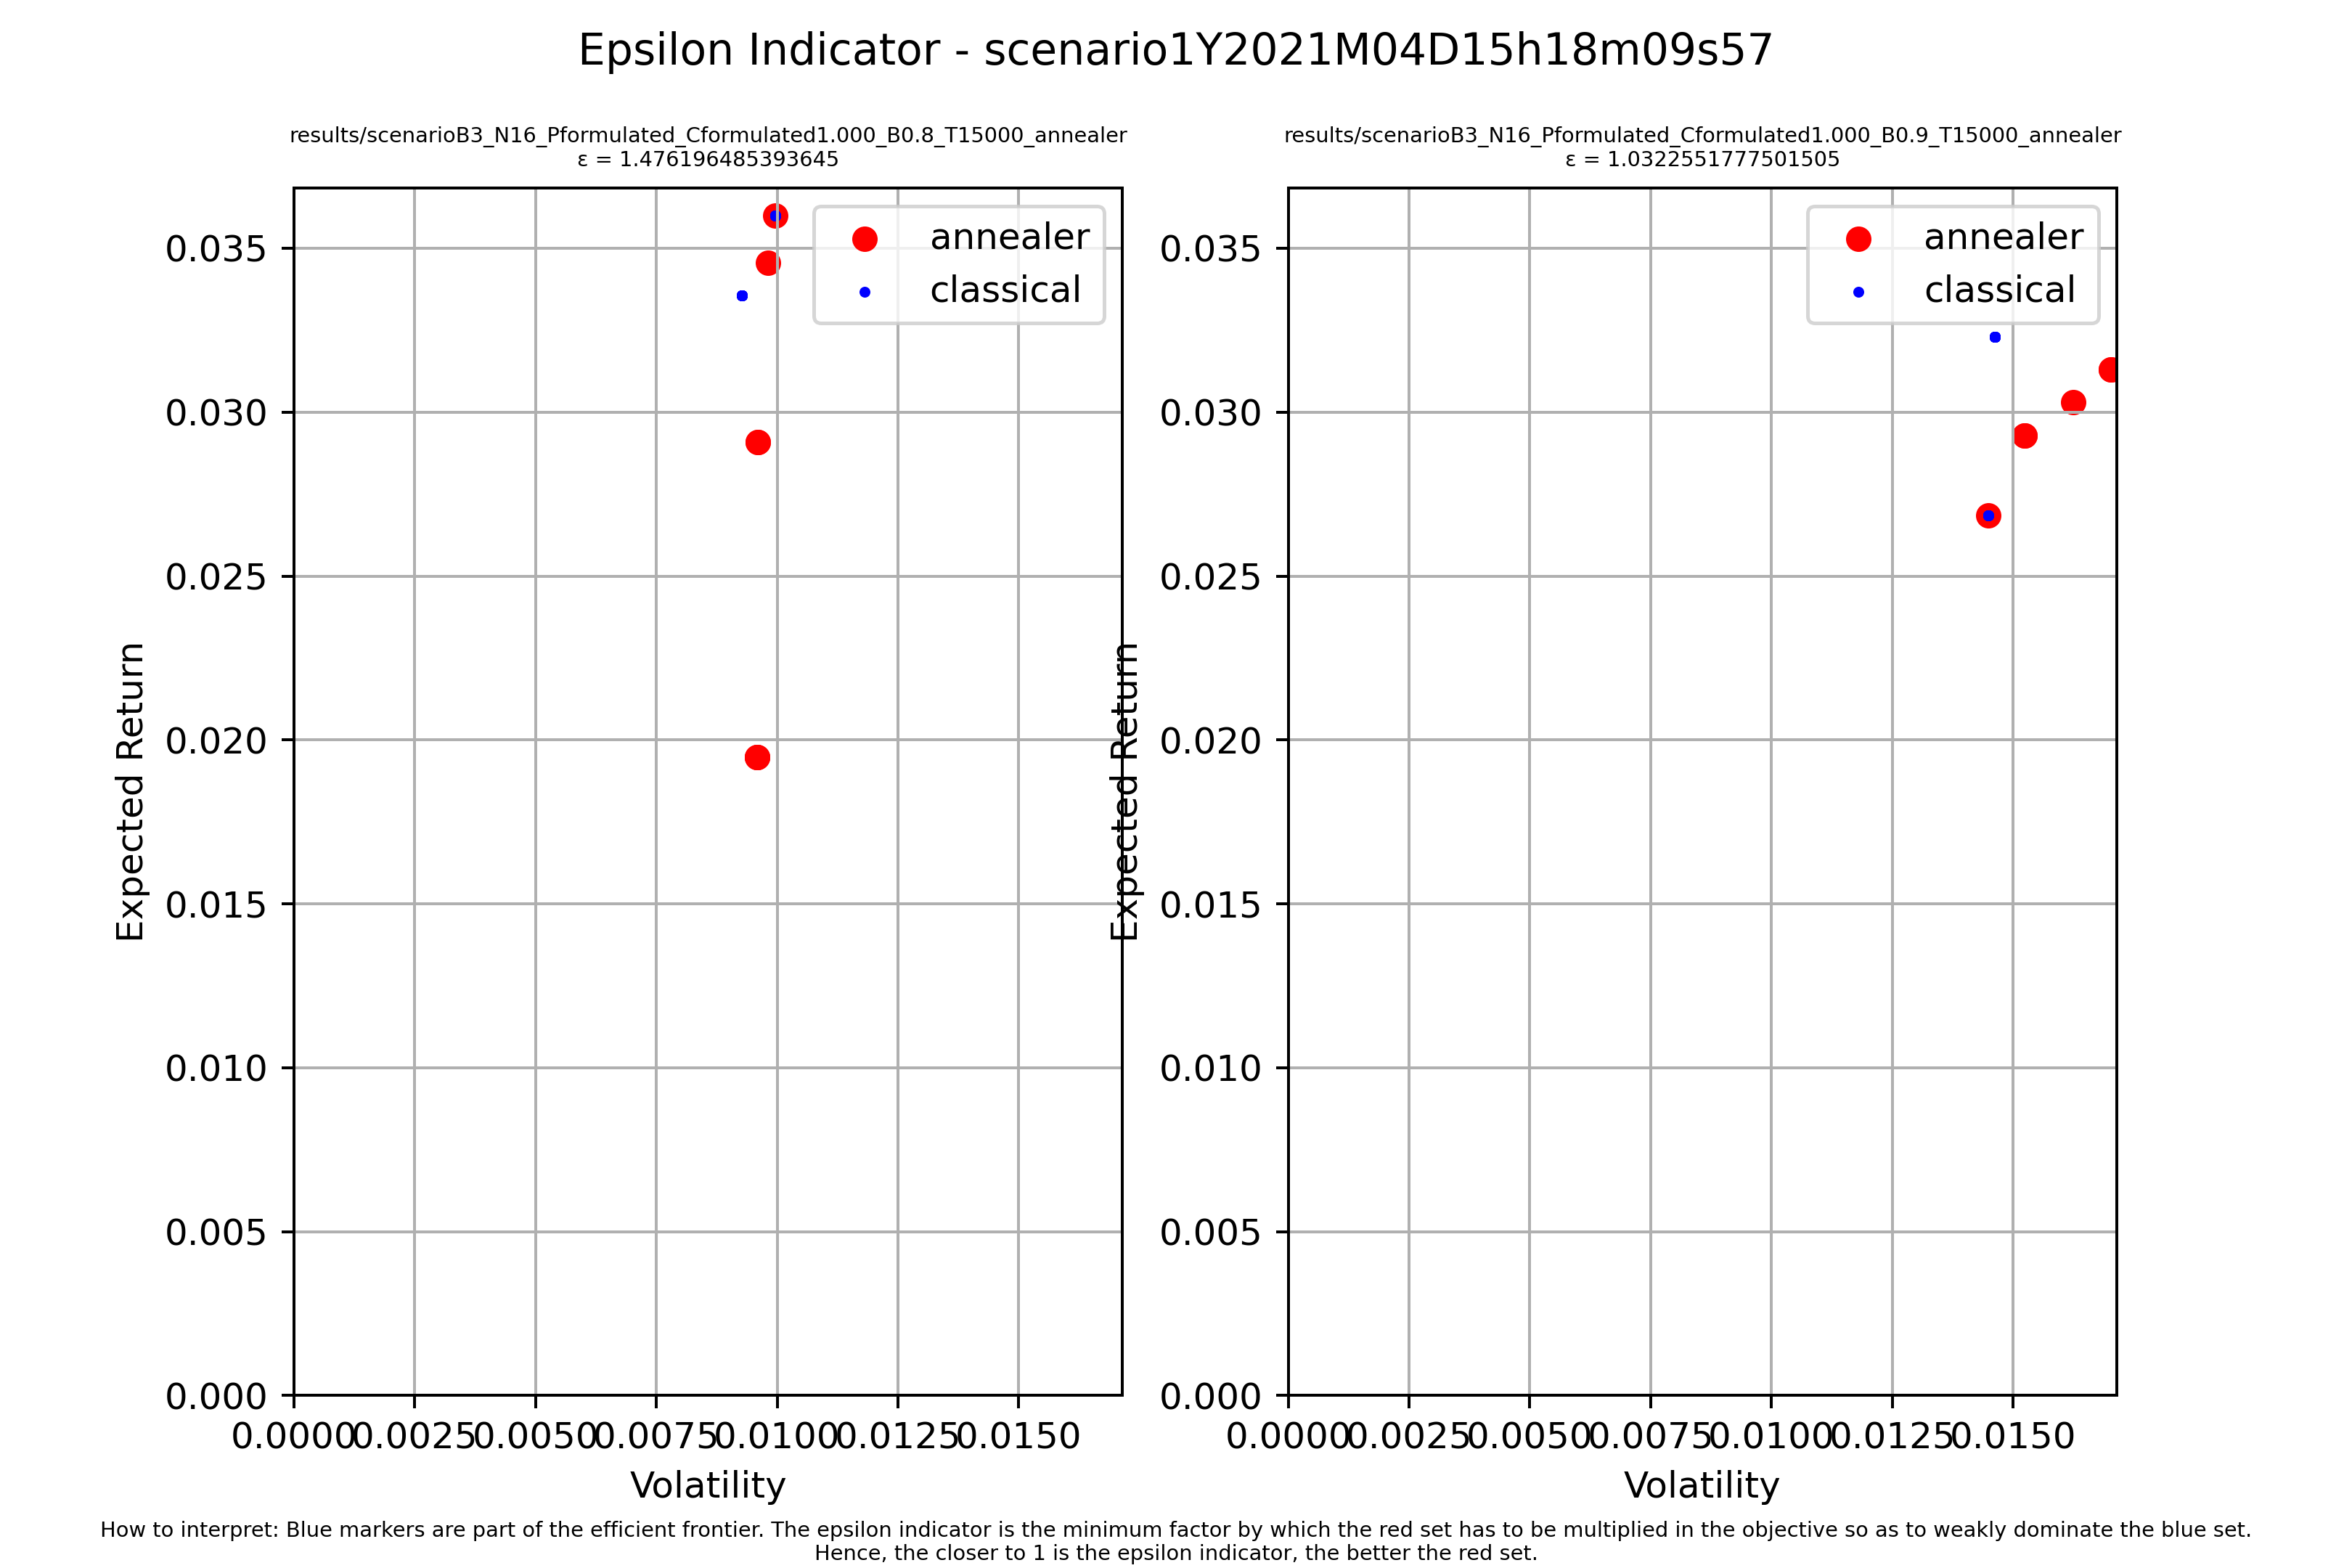 Epsilon Indicator - scenario1Y2021M04D15h18m09s57
results/scenarioB3_N16_Pformulated_Cformulated1.000_B0.8_T15000_annealer
ε = 1.476196485393645
annealer
classical
0.035
0.030
0.025
0.020
0.015
0.010
0.005
0.000
Expected Return
0.0000 0.0025 0.0050 0.0075 0.0100 0.0125 0.0150
Volatility
results/scenarioB3_N16_Pformulated_Cformulated1.000_B0.9_T15000_annealer
ε = 1.0322551777501505
annealer
classical
0.035
0.030
0.025
0.020
0.015
0.010
0.005
0.000
Expected Return
0.0000 0.0025 0.0050 0.0075 0.0100 0.0125 0.0150
Volatility
How to interpret: Blue markers are part of the efficient frontier. The epsilon indicator is the minimum factor by which the red set has to be multiplied in the objective so as to weakly dominate the blue set.
Hence, the closer to 1 is the epsilon indicator, the better the red set.